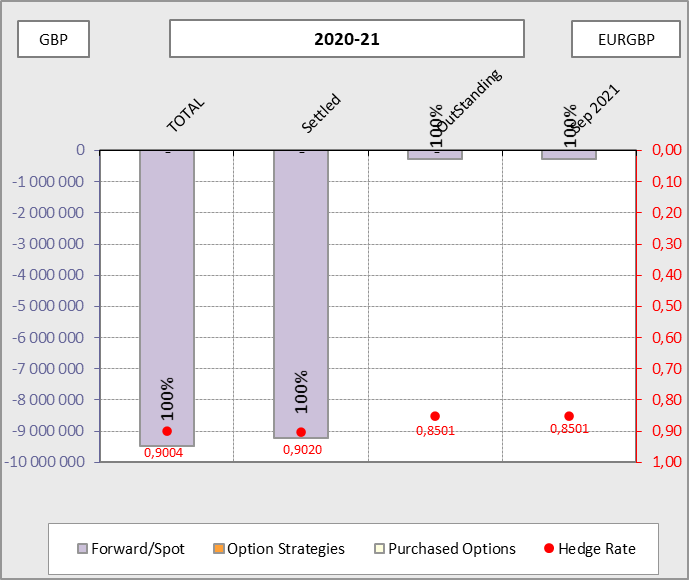 GBP
2020-21
EURGBP
TOTAL
Settled
OutStanding
Sep 2021
100%
100%
0
-1 000 000
-2 000 000
-3 000 000
-4 000 000
-5 000 000
-6 000 000
-7 000 000
-8 000 000
-9 000 000
-10 000 000
0,00
0,10
0,20
0,30
0,40
0,50
0,60
0,70
0,80
0,90
1,00
100%
100%
0,9004
0,9020
0,8501
0,8501
Forward/Spot
Option Strategies
Purchased Options
Hedge Rate